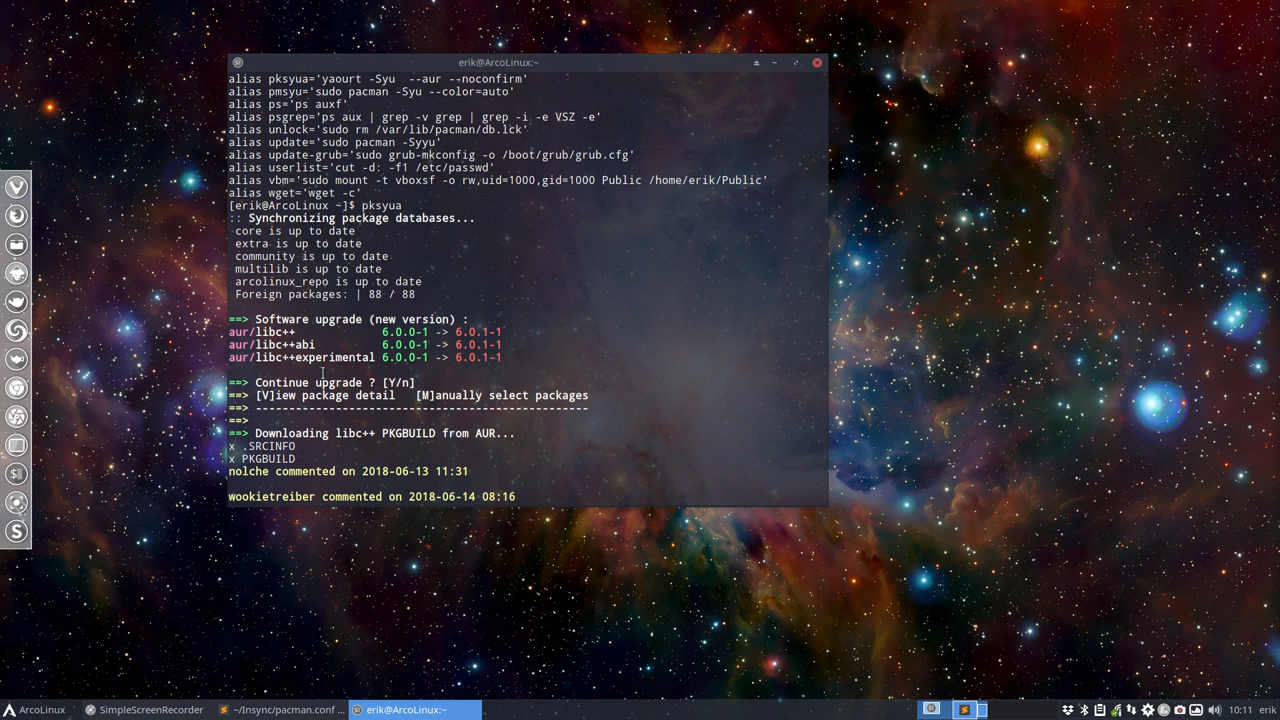 erik@ArcoLinux:~
alias pksyua='yaourt -Syu  --aur --noconfirm'
alias pmsyu='sudo pacman -Syu --color=auto'
alias ps='ps auxf'
alias psgrep='ps aux | grep -v grep | grep -i -e VSZ -e'
alias unlock='sudo rm /var/lib/pacman/db.lck'
alias update='sudo pacman -Syyu'
alias update-grub='sudo grub-mkconfig -o /boot/grub/grub.cfg'
alias userlist='cut -d: -f1 /etc/passwd'
alias vbm='sudo mount -t vboxsf -o rw,uid=1000,gid=1000 Public /home/erik/Public'
alias wget='wget -c'
[erik@ArcoLinux ~]$ pksyua
:: Synchronizing package databases...
core is up to date
extra is up to date
community is up to date
multilib is up to date
arcolinux_repo is up to date
Foreign packages: | 88 / 88
==> Software upgrade (new version) :
aur/libc++ 6.0.0-1 -> 6.0.1-1
aur/libc++abi 6.0.0-1 -> 6.0.1-1
aur/libc++experimental 6.0.0-1 -> 6.0.1-1
==> Continue upgrade ? [Y/n]
==> [V]iew package detail   [M]anually select packages
==> --------------------------------------------------
==>
==> Downloading libc++ PKGBUILD from AUR...
x .SRCINFO
x PKGBUILD
nolche commented on 2018-06-13 11:31
wookietreiber commented on 2018-06-14 08:16
ArcoLinux
SimpleScreenRecorder
~/Insync/pacman.conf ...
erik@ArcoLinux:~
10:11
erik